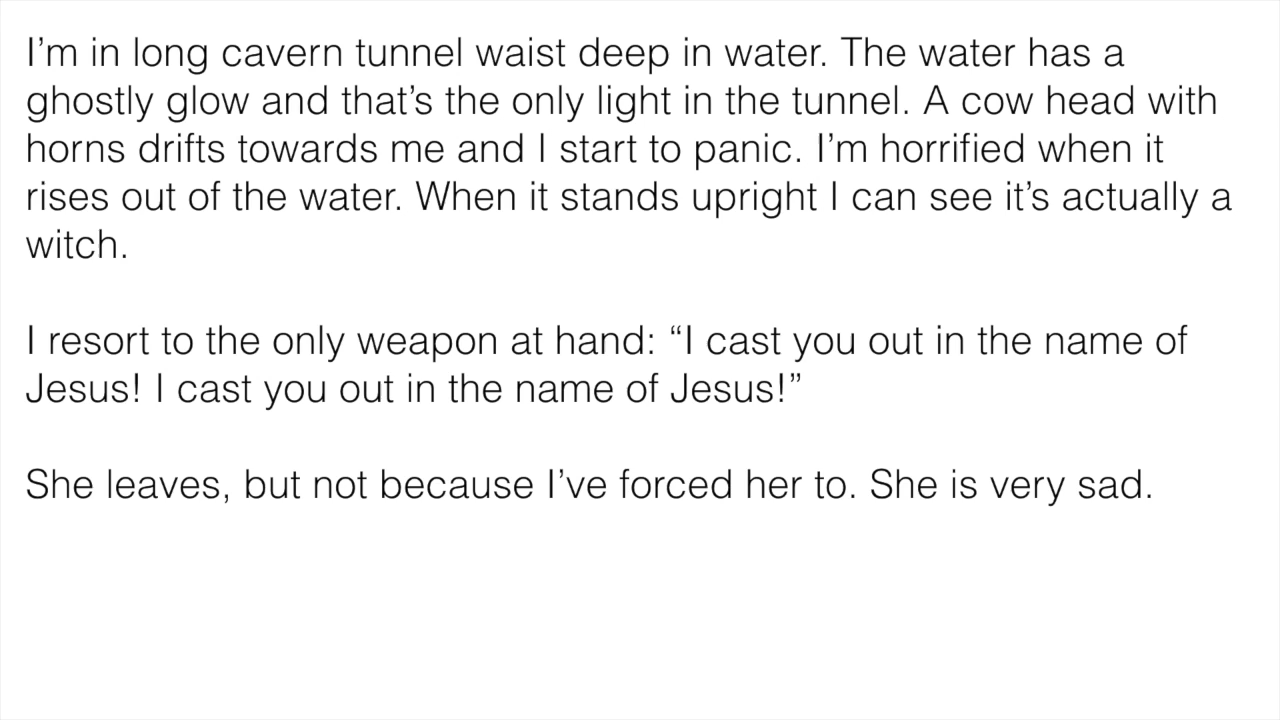 I’m in long cavern tunnel waist deep in water. The water has a
ghostly glow and that’s the only light in the tunnel. A cow head with
horns drifts towards me and I start to panic. I’m horrified when it
rises out of the water. When it stands upright I can see it’s actually a
witch.
I resort to the only weapon at hand: “I cast you out in the name of
Jesus! I cast you out in the name of Jesus!”
She leaves, but not because I’ve forced her to. She is very sad.